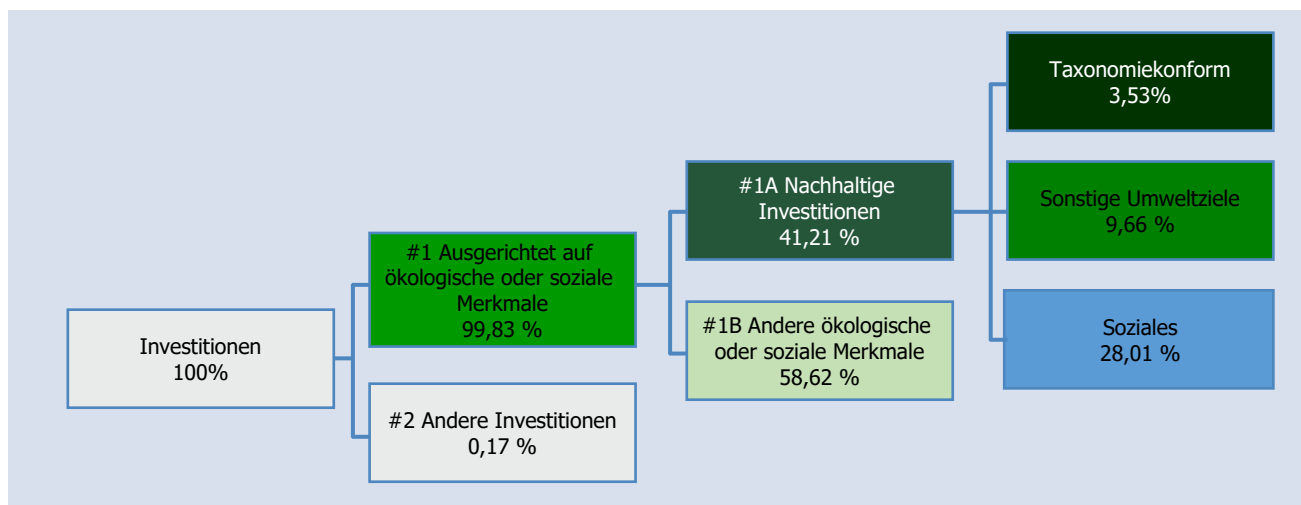 Investitionen
100%
#1 Ausgerichtet auf
ökologische oder soziale
Merkmale
99,83 %
#2 Andere Investitionen
0,17 %
#1A Nachhaltige
Investitionen
41,21 %
#1B Andere ökologische
oder soziale Merkmale
58,62 %
Taxonomiekonform
3,53%
Sonstige Umweltziele
9,66 %
Soziales
28,01 %